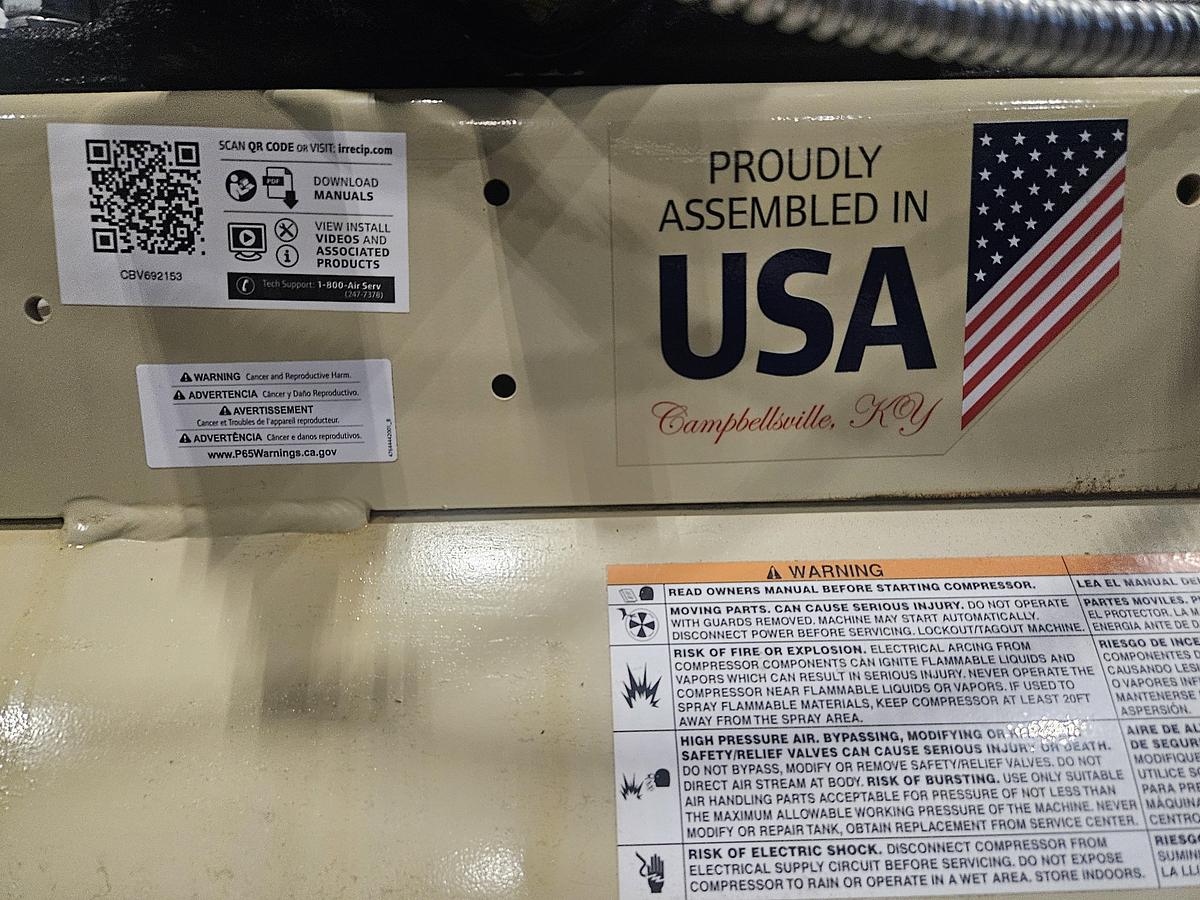 SCAN QR CODE OR VISIT: irrecip.com
PDF
DOWNLOAD
MANUALS
VIEW INSTALL
VIDEOS AND
ASSOCIATED
PRODUCTS
CBV692153
Tech Support: 1-800-Air Serv
(247-7378)
WARNING Cancer and Reproductive Harm.
ADVERTENCIA Cáncer y Daño Reproductivo.
AVERTISSEMENT
Cancer et Troubles de l'appareil reproducteur.
ADVERTÊNCIA Câncer e danos reprodutivos.
www.P65Warnings.ca.gov
PROUDLY
ASSEMBLED IN
USA
Campbellsville, KY
WARNING
READ OWNERS MANUAL BEFORE STARTING COMPRESSOR.
MOVING PARTS. CAN CAUSE SERIOUS INJURY. DO NOT OPERATE
WITH GUARDS REMOVED. MACHINE MAY START AUTOMATICALLY.
DISCONNECT POWER BEFORE SERVICING. LOCKOUT/TAGOUT MACHINE.
RISK OF FIRE OR EXPLOSION. ELECTRICAL ARCING FROM
COMPRESSOR COMPONENTS CAN IGNITE FLAMMABLE LIQUIDS AND
VAPORS WHICH CAN RESULT IN SERIOUS INJURY. NEVER OPERATE THE
COMPRESSOR NEAR FLAMMABLE LIQUIDS OR VAPORS. IF USED TO
SPRAY FLAMMABLE MATERIALS, KEEP COMPRESSOR AT LEAST 20FT
AWAY FROM THE SPRAY AREA.
HIGH PRESSURE AIR. BYPASSING, MODIFYING OR
SAFETY/RELIEF VALVES CAN CAUSE SERIOUS INJURY OR DEATH.
DO NOT BYPASS, MODIFY OR REMOVE SAFETY/RELIEF VALVES. DO NOT
DIRECT AIR STREAM AT BODY. RISK OF BURSTING. USE ONLY SUITABLE
AIR HANDLING PARTS ACCEPTABLE FOR PRESSURE OF NOT LESS THAN
THE MAXIMUM ALLOWABLE WORKING PRESSURE OF THE MACHINE. NEVER
MODIFY OR REPAIR TANK, OBTAIN REPLACEMENT FROM SERVICE CENTER.
RISK OF ELECTRIC SHOCK. DISCONNECT COMPRESSOR FROM
ELECTRICAL SUPPLY CIRCUIT BEFORE SERVICING. DO NOT EXPOSE
COMPRESSOR TO RAIN OR OPERATE IN A WET AREA. STORE INDOORS.
LEA EL MANUAL DE
PARTES MOVILES. P
EL PROTECTOR. LA M
ENERGIA ANTE DE D
RIESGO DE INCE
COMPONENTES D
CAUSANDO LES
O VAPORES INF
MANTENERSE
ASPERSIÓN.
AIRE DE AL
DE SEGUR
MODIFIQUE
UTILICE S
PARA PR
MÁQUINA
CENTRO
RIESGO
SUMINI
LA LL